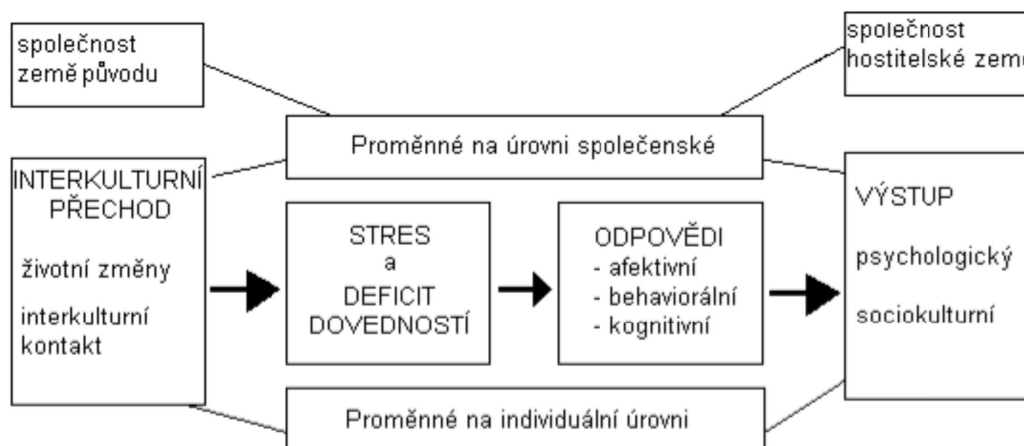 společnost
země původu
společnost
hostitelské země
Proměnné na úrovni společenské
INTERKULTURNÍ
PŘECHOD
životní změny
interkulturní
kontakt
STRES
a
DEFICIT
DOVEDNOSTÍ
ODPOVĚDI
- afektivní
- behaviorální
- kognitivní
VÝSTUP
psychologický
sociokulturní
Proměnné na individuální úrovni